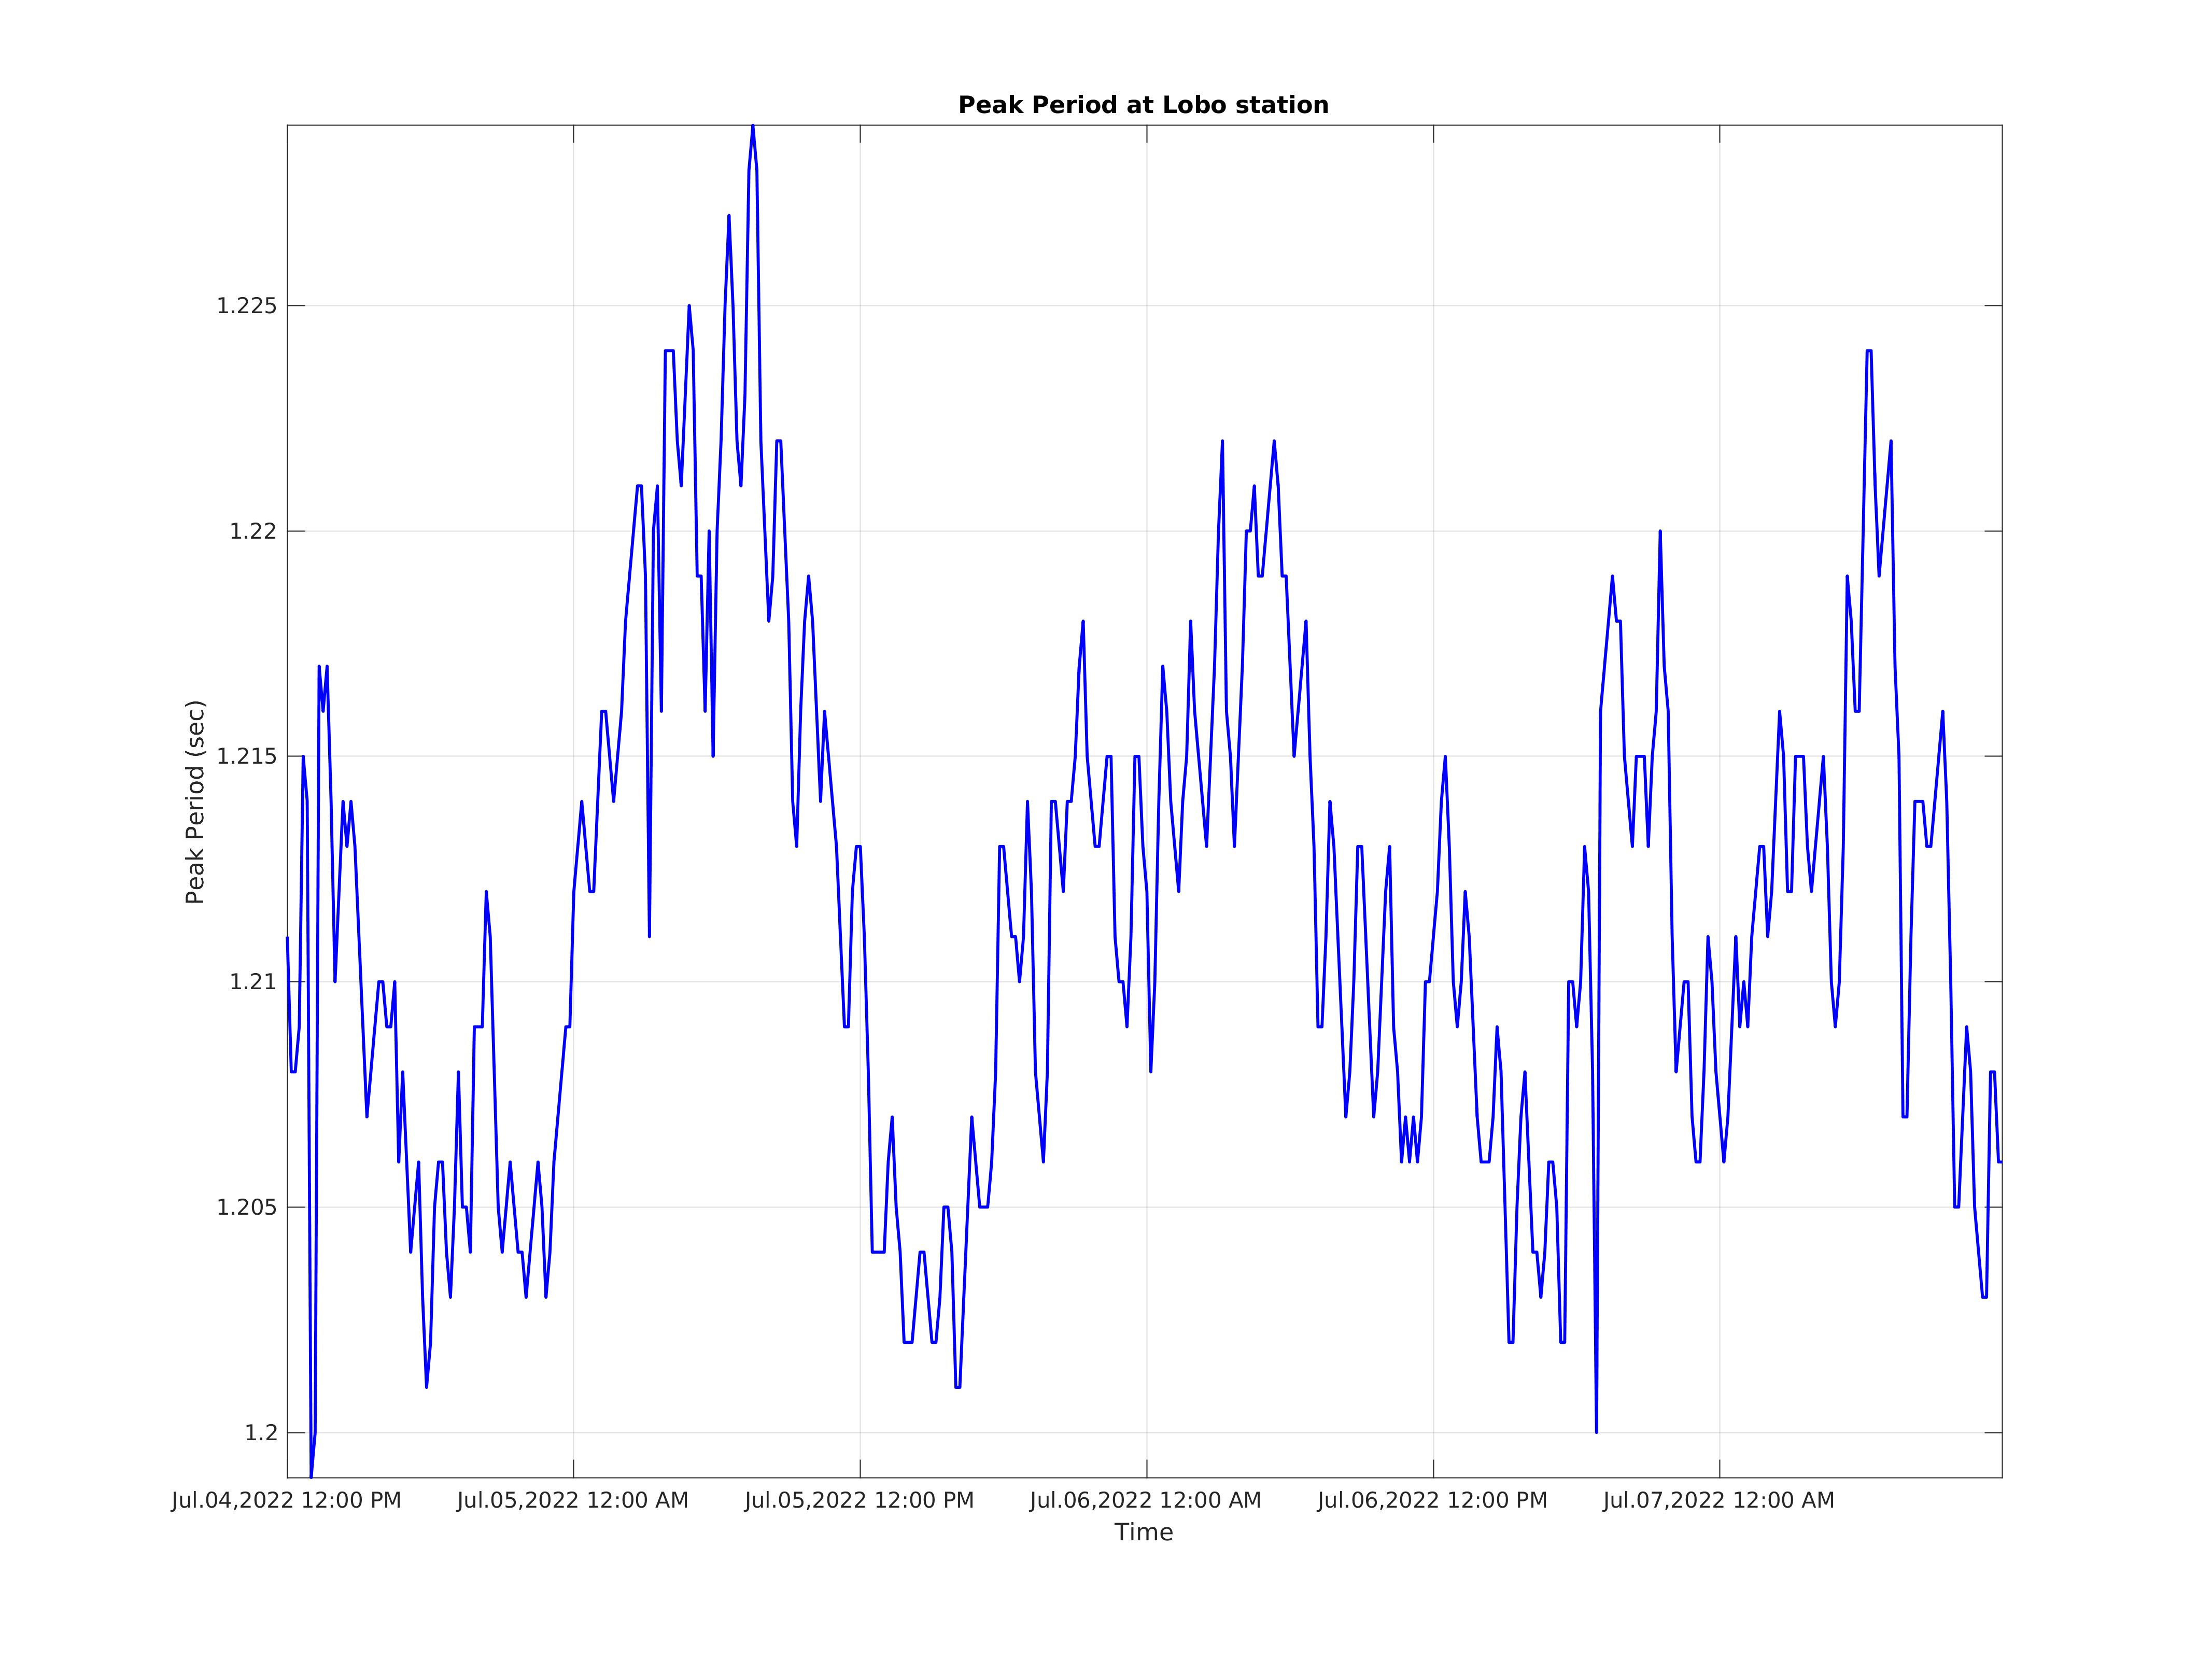 Peak Period at Lobo station
1.225
1.22
1.215
1.21
1.205
1.2
Peak Period (sec)
Jul.04,2022 12:00 PM
Jul.05,2022 12:00 AM
Jul.05,2022 12:00 PM
Jul.06,2022 12:00 AM
Jul.06,2022 12:00 PM
Jul.07,2022 12:00 AM
Time